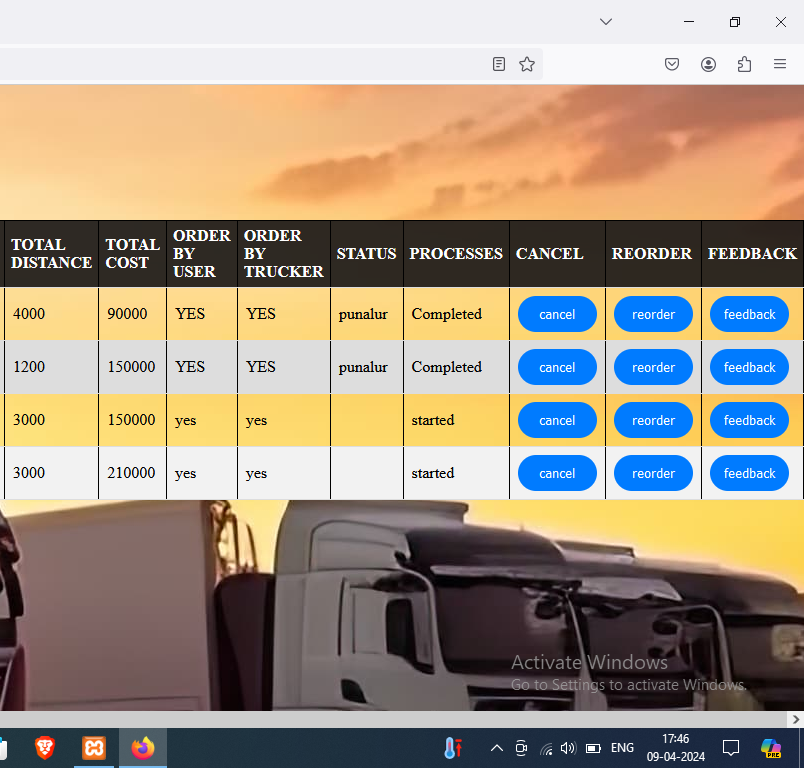 TOTAL DISTANCE TOTAL COST ORDER BY USER ORDER BY TRUCKER STATUS PROCESSES CANCEL REORDER FEEDBACK
4000 90000 YES YES punalur Completed cancel reorder feedback
1200 150000 YES YES punalur Completed cancel reorder feedback
3000 150000 yes yes started cancel reorder feedback
3000 210000 yes yes started cancel reorder feedback
Activate Windows
Go to Settings to activate Windows.
ENG
17:46
09-04-2024
PRE